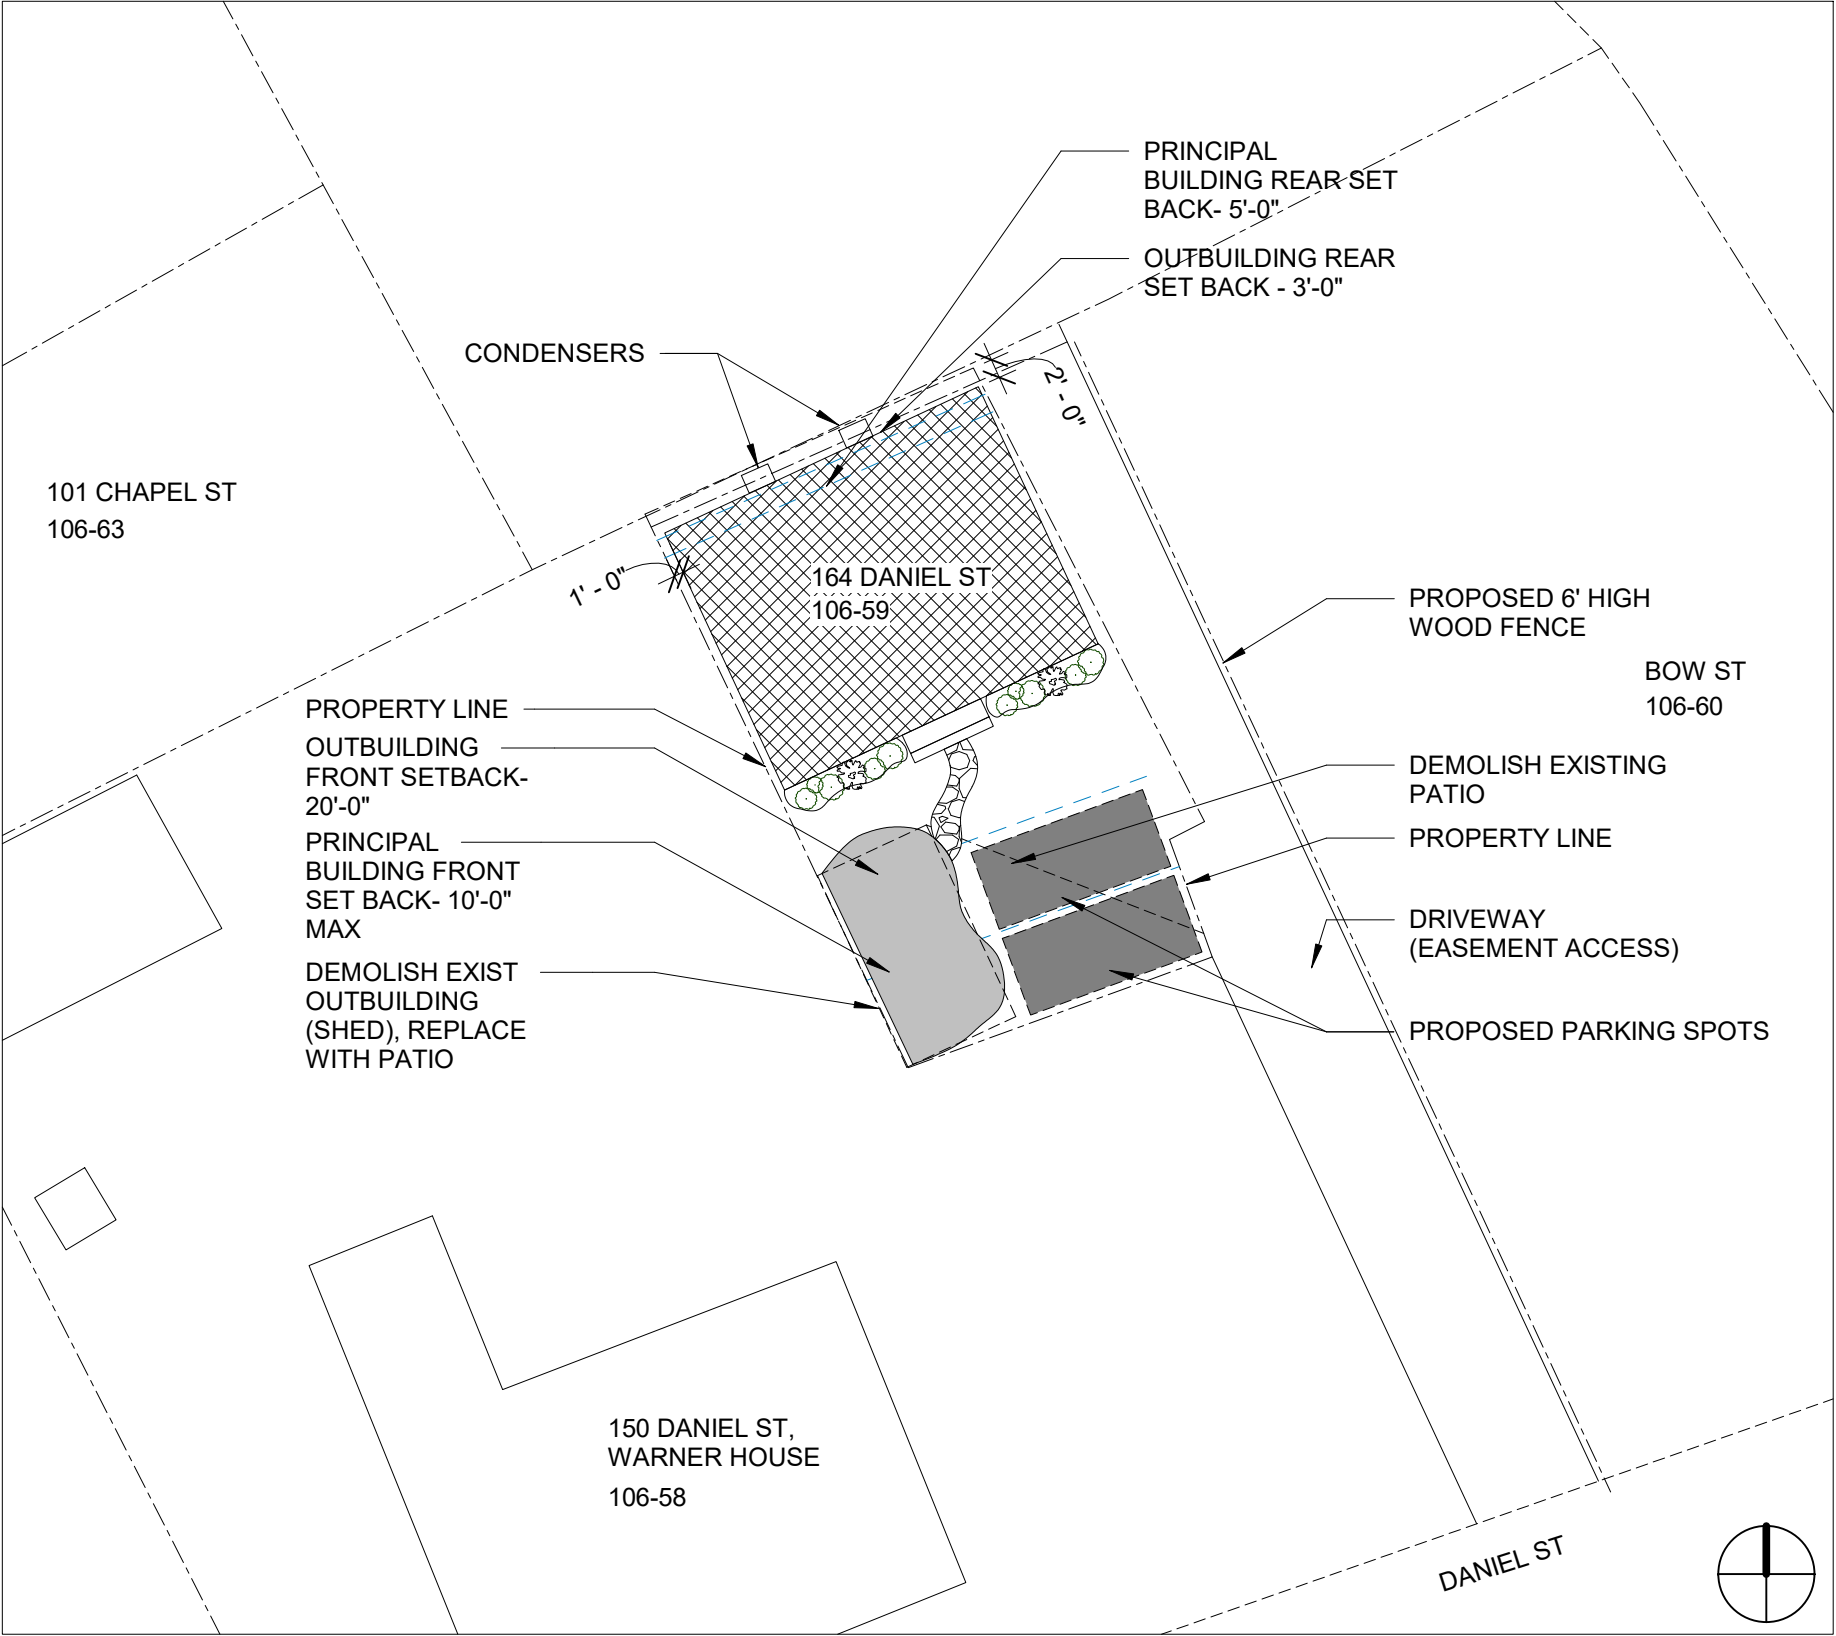 PRINCIPAL
BUILDING REAR SET
BACK- 5'-0"
OUTBUILDING REAR
SET BACK - 3'-0"
CONDENSERS
2' - 0"
101 CHAPEL ST
106-63
1' - 0"
164 DANIEL ST
106-59
PROPOSED 6' HIGH
WOOD FENCE
BOW ST
106-60
PROPERTY LINE
OUTBUILDING
FRONT SETBACK-
20'-0"
PRINCIPAL
BUILDING FRONT
SET BACK- 10'-0"
MAX
DEMOLISH EXIST
OUTBUILDING
(SHED), REPLACE
WITH PATIO
DEMOLISH EXISTING
PATIO
PROPERTY LINE
DRIVEWAY
(EASEMENT ACCESS)
PROPOSED PARKING SPOTS
150 DANIEL ST,
WARNER HOUSE
106-58
DANIEL ST